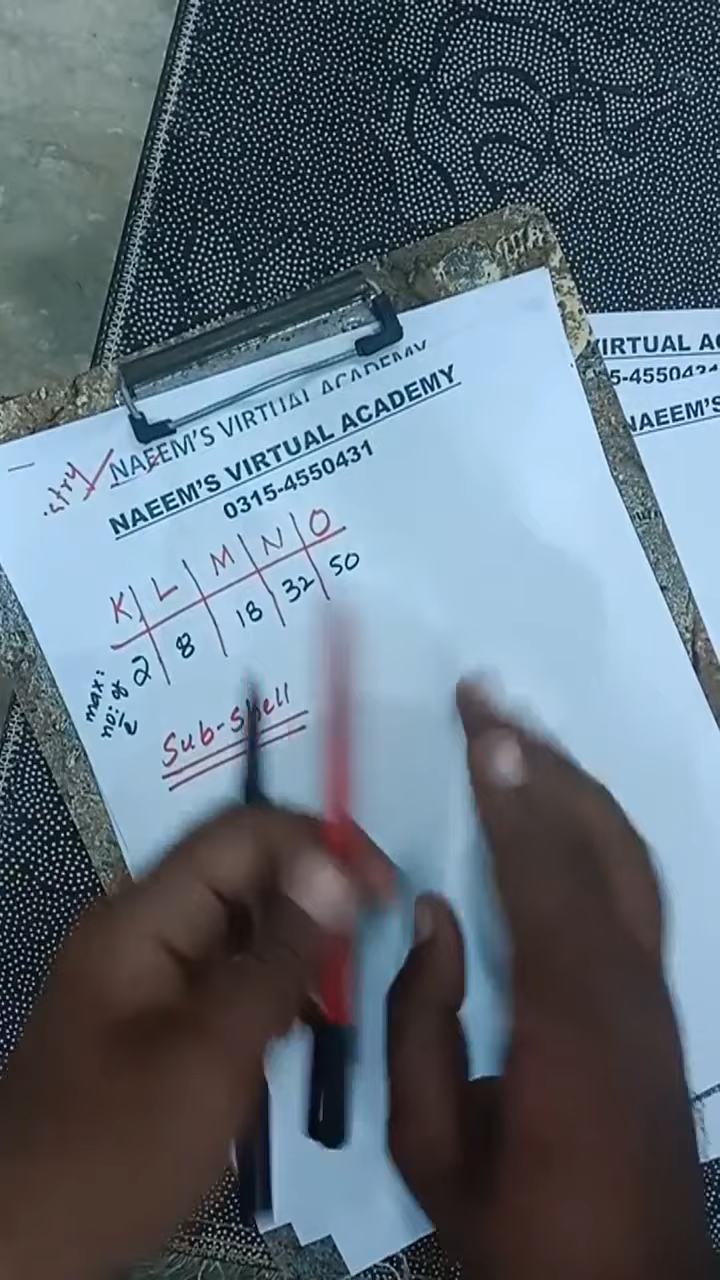 NAEEM'S VIRTUAL ACADEMY
NAEEM'S VIRTUAL ACADEMY
0315-4550431
K L M N O
max: no: of e 2 8 18 32 50
Sub-shell
VIRTUAL
NAEEM'S